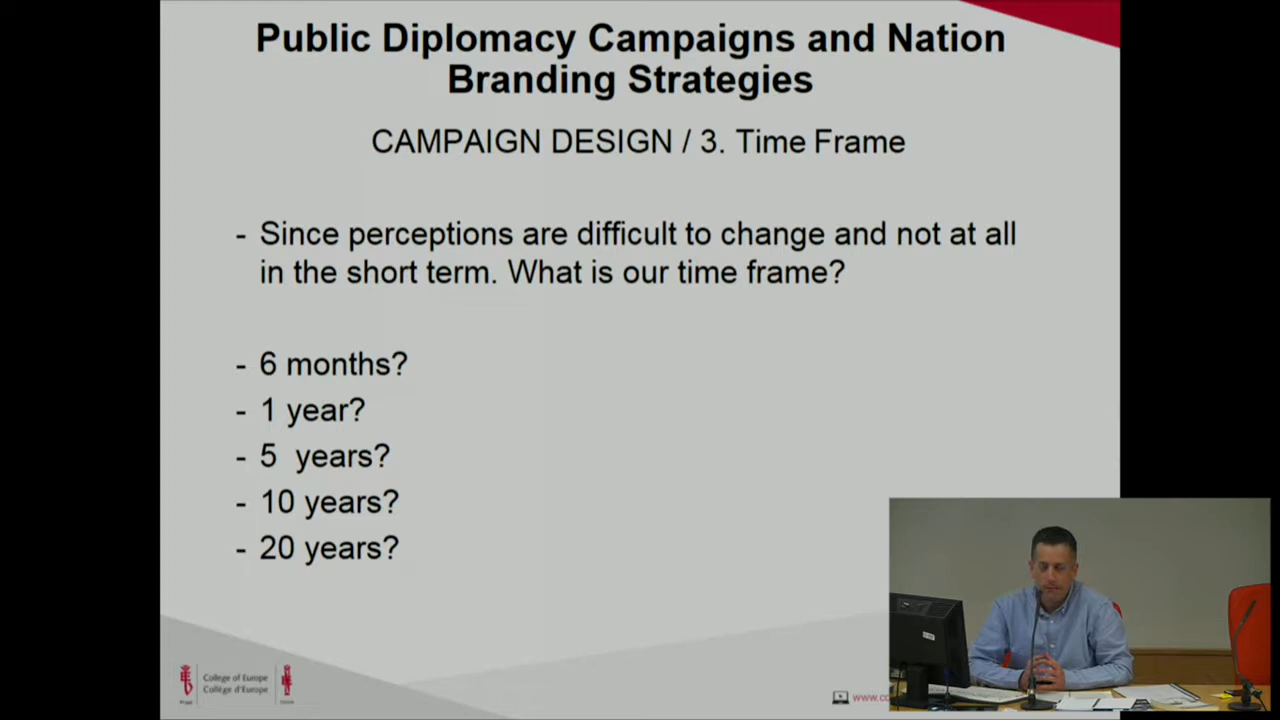 Public Diplomacy Campaigns and Nation
Branding Strategies
CAMPAIGN DESIGN / 3. Time Frame
- Since perceptions are difficult to change and not at all
in the short term. What is our time frame?
- 6 months?
- 1 year?
- 5 years?
- 10 years?
- 20 years?
College of Europe
Collège d'Europe